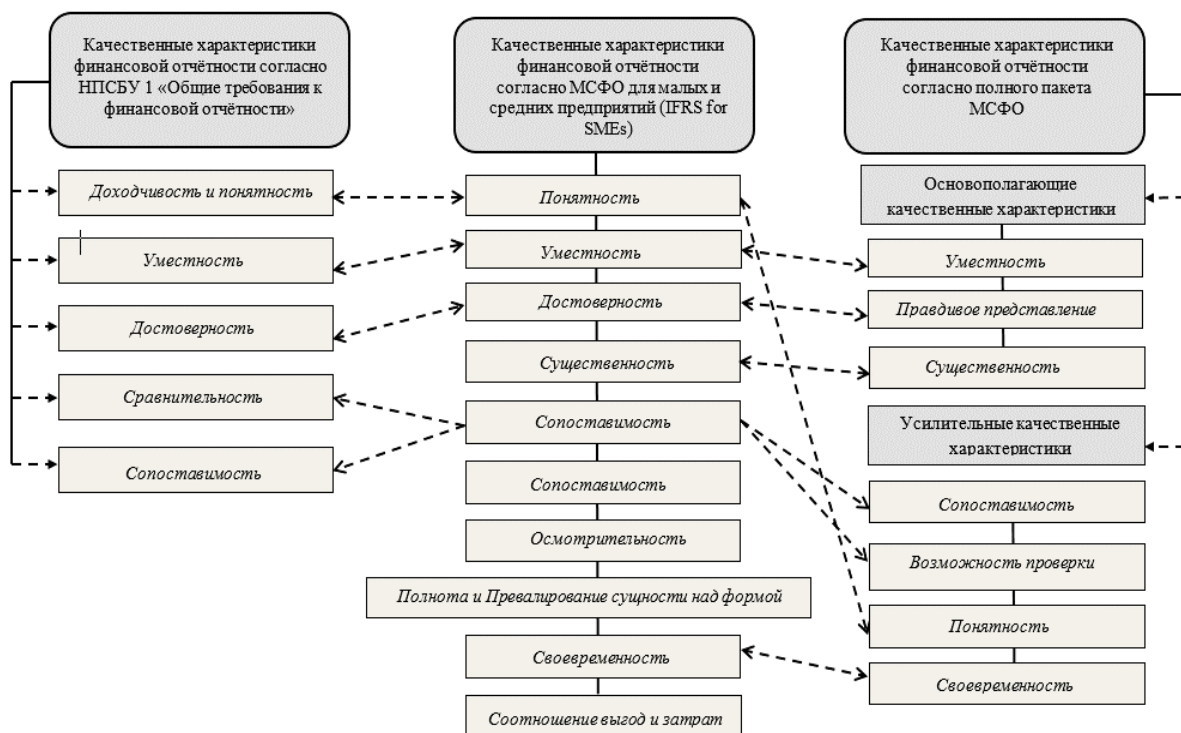 Качественные характеристики
финансовой отчётности согласно
НПСБУ 1 «Общие требования к
финансовой отчётности»
Доходчивость и понятность
Уместность
Достоверность
Сравнительность
Сопоставимость
Качественные характеристики
финансовой отчётности
согласно МСФО для малых и
средних предприятий (IFRS for
SMEs)
Понятность
Уместность
Достоверность
Существенность
Сопоставимость
Сопоставимость
Осмотрительность
Полнота и Превалирование сущности над формой
Своевременность
Соотношение выгод и затрат
Качественные характеристики
финансовой отчётности
согласно полного пакета
МСФО
Основополагающие
качественные характеристики
Уместность
Правдивое представление
Существенность
Усилительные качественные
характеристики
Сопоставимость
Возможность проверки
Понятность
Своевременность